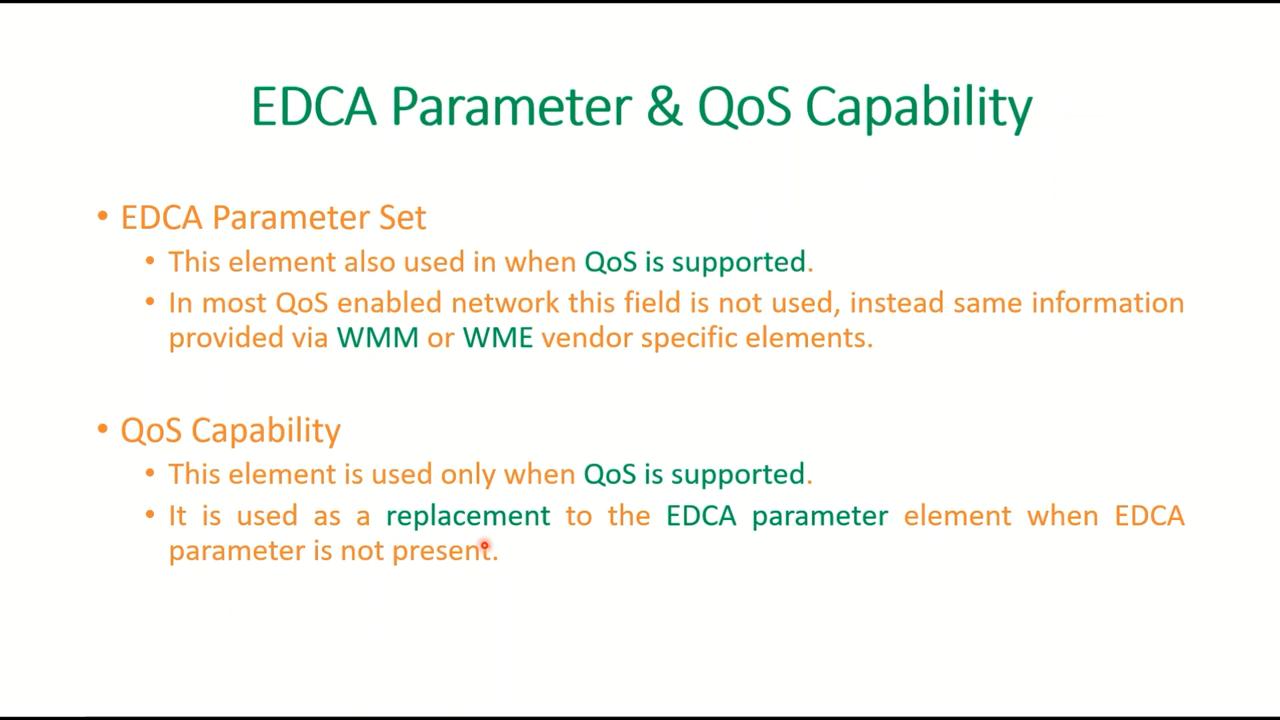 EDCA Parameter & QoS Capability
• EDCA Parameter Set
• This element also used in when QoS is supported.
• In most QoS enabled network this field is not used, instead same information
provided via WMM or WME vendor specific elements.
• QoS Capability
• This element is used only when QoS is supported.
• It is used as a replacement to the EDCA parameter element when EDCA
parameter is not present.